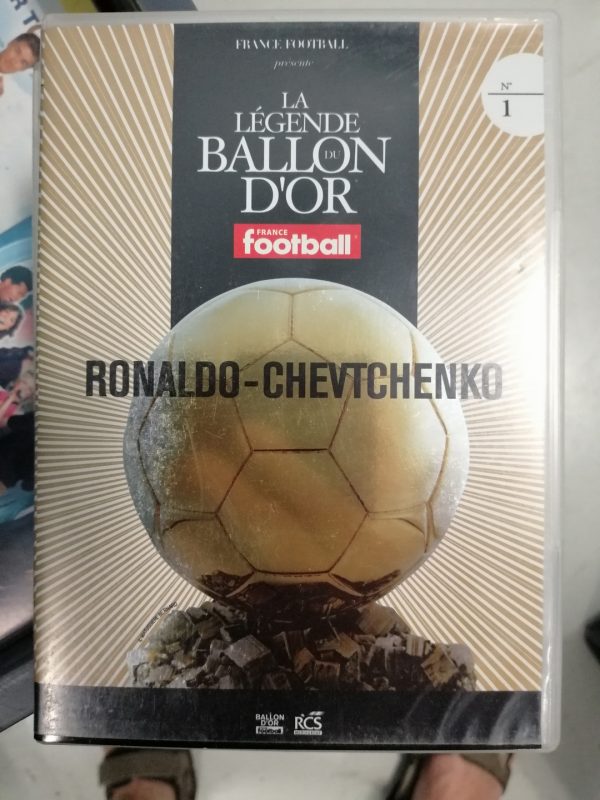 FRANCE FOOTBALL
présente
N°
1
LA
LÉGENDE
DU
BALLON
D'OR
FRANCE
football
RONALDO-CHEVTCHENKO
BALLON
D'OR
RCS